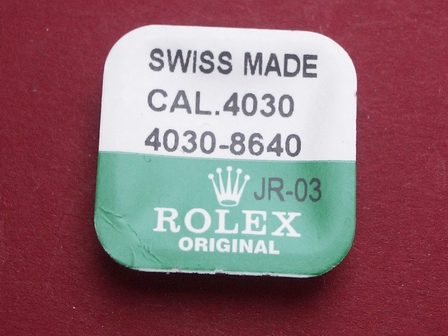 SWISS MADE
CAL.4030
4030-8640
JR-03
ROLEX
ORIGINAL